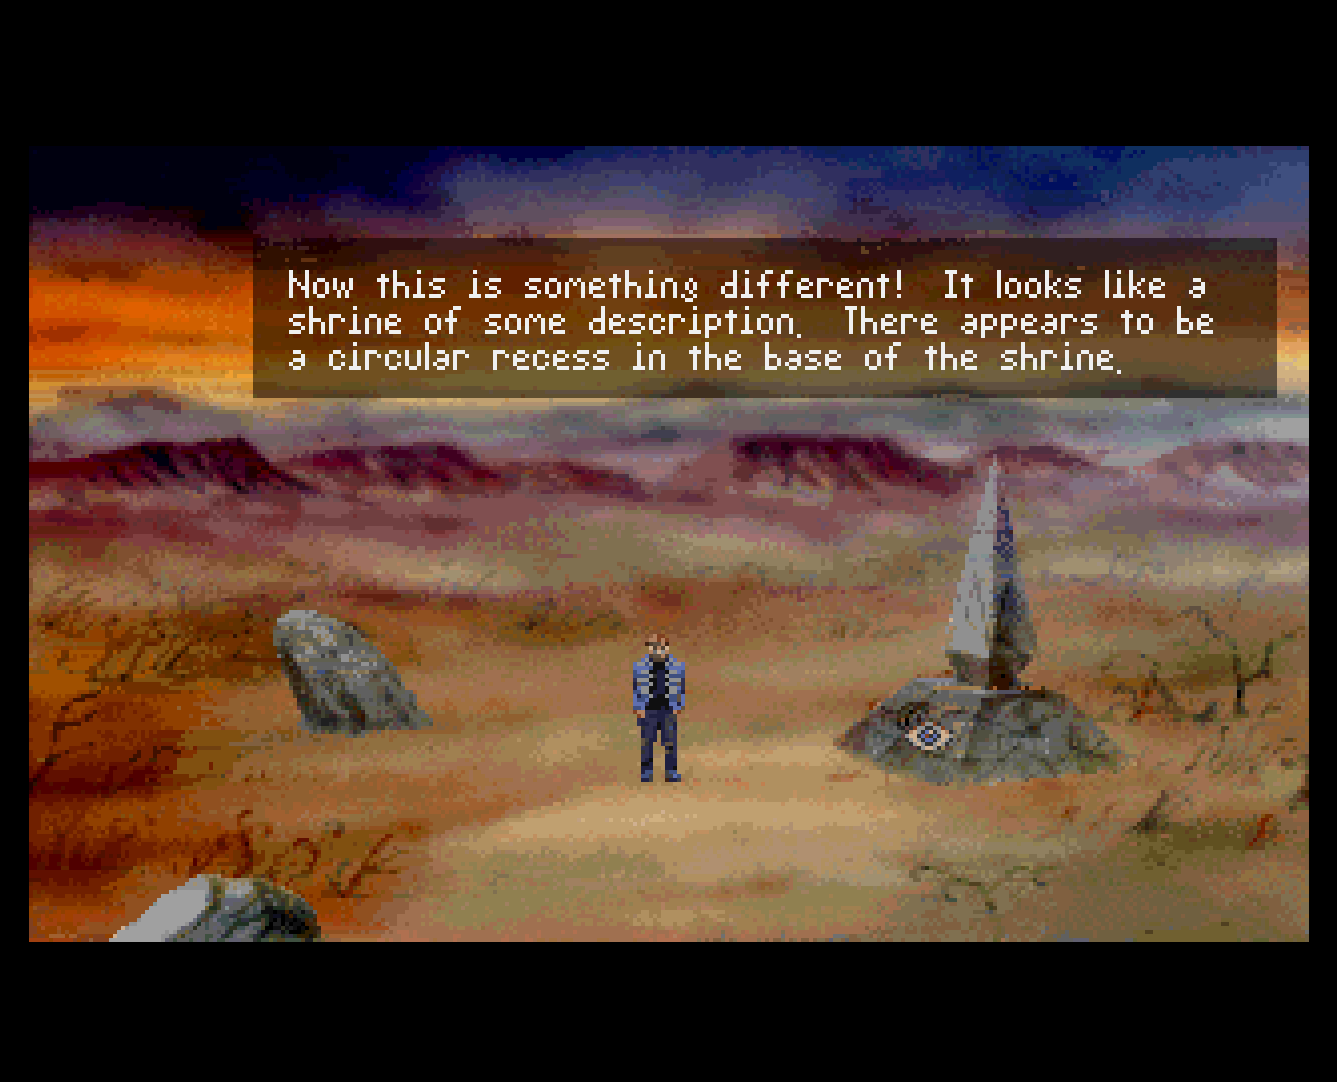 Now this is something different!  It looks like a
shrine of some description.  There appears to be
a circular recess in the base of the shrine.